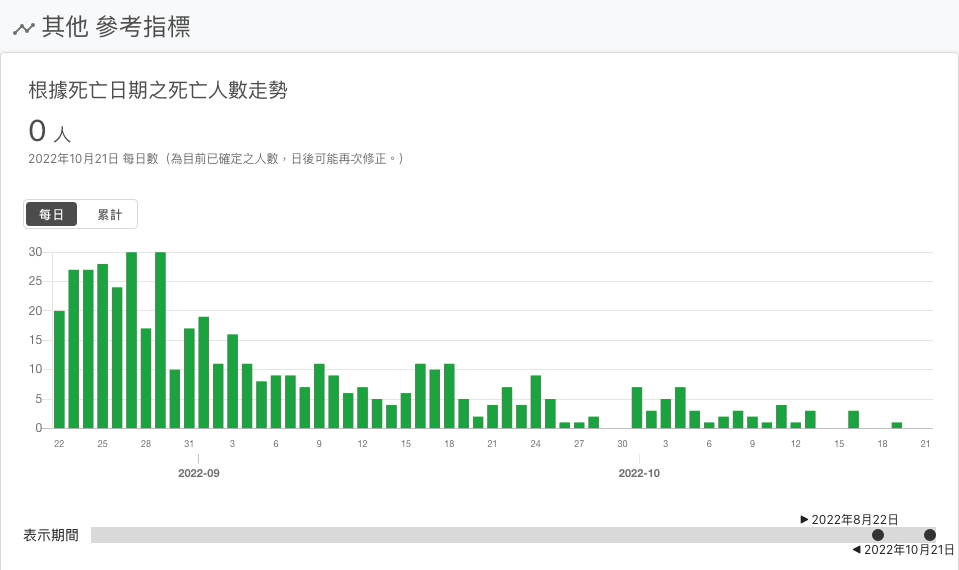 其他 參考指標
根據死亡日期之死亡人數走勢
0 人
2022年10月21日 每日數（為目前已確定之人數，日後可能再次修正。）
每日 累計
30
25
20
15
10
5
0
22 25 28 31 3 6 9 12 15 18 21 24 27 30 3 6 9 12 15 18 21
2022-09 2022-10
▶ 2022年8月22日
表示期間
◀ 2022年10月21日